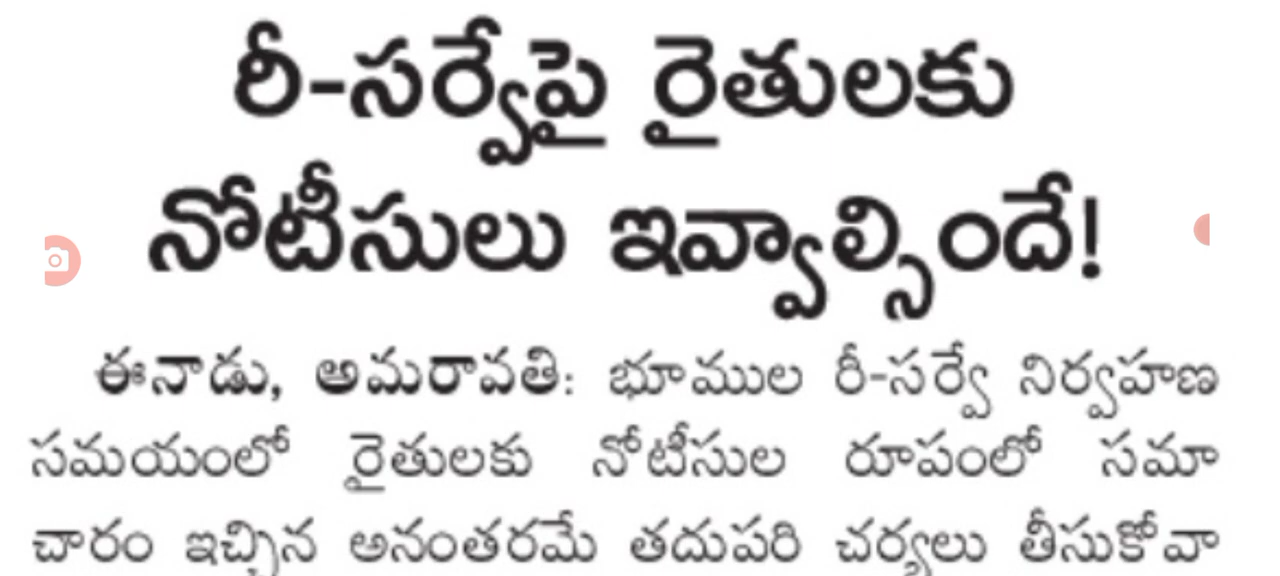 రీ-సర్వేపై రైతులకు
నోటీసులు ఇవ్వాల్సిందే!
ఈనాడు, అమరావతి: భూముల రీ-సర్వే నిర్వహణ
సమయంలో రైతులకు నోటీసుల రూపంలో సమా
చారం ఇచ్చిన అనంతరమే తదుపరి చర్యలు తీసుకోవా